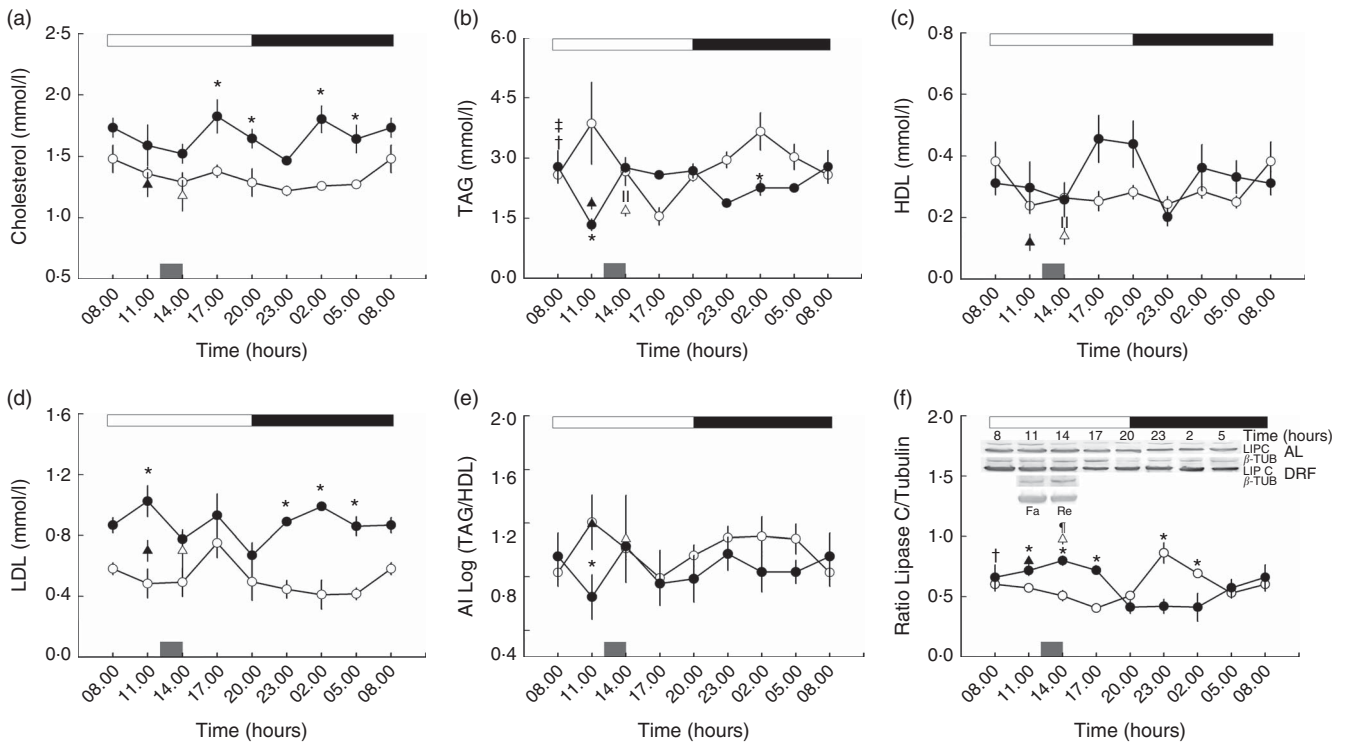 (a)
2·5
2·0
1·5
1·0
0·5
Cholesterol (mmol/l)
* * * *
08.00 11.00 14.00 17.00 20.00 23.00 02.00 05.00 08.00
Time (hours)
(b)
6·0
4·5
3·0
1·5
0·0
TAG (mmol/l)
‡
†
*
||
*
08.00 11.00 14.00 17.00 20.00 23.00 02.00 05.00 08.00
Time (hours)
(c)
0·8
0·6
0·4
0·2
0·0
HDL (mmol/l)
||
08.00 11.00 14.00 17.00 20.00 23.00 02.00 05.00 08.00
Time (hours)
(d)
1·6
1·2
0·8
0·4
0·0
LDL (mmol/l)
* * * *
08.00 11.00 14.00 17.00 20.00 23.00 02.00 05.00 08.00
Time (hours)
(e)
2·0
1·6
1·2
0·8
0·4
AI Log (TAG/HDL)
*
08.00 11.00 14.00 17.00 20.00 23.00 02.00 05.00 08.00
Time (hours)
(f)
2·0
1·5
1·0
0·5
0·0
Ratio Lipase C/Tubulin
8 11 14 17 20 23 2 5 Time (hours)
LIPC AL
β-TUB
LIP C DRF
β-TUB
Fa Re
¶
† * * * * *
08.00 11.00 14.00 17.00 20.00 23.00 02.00 05.00 08.00
Time (hours)